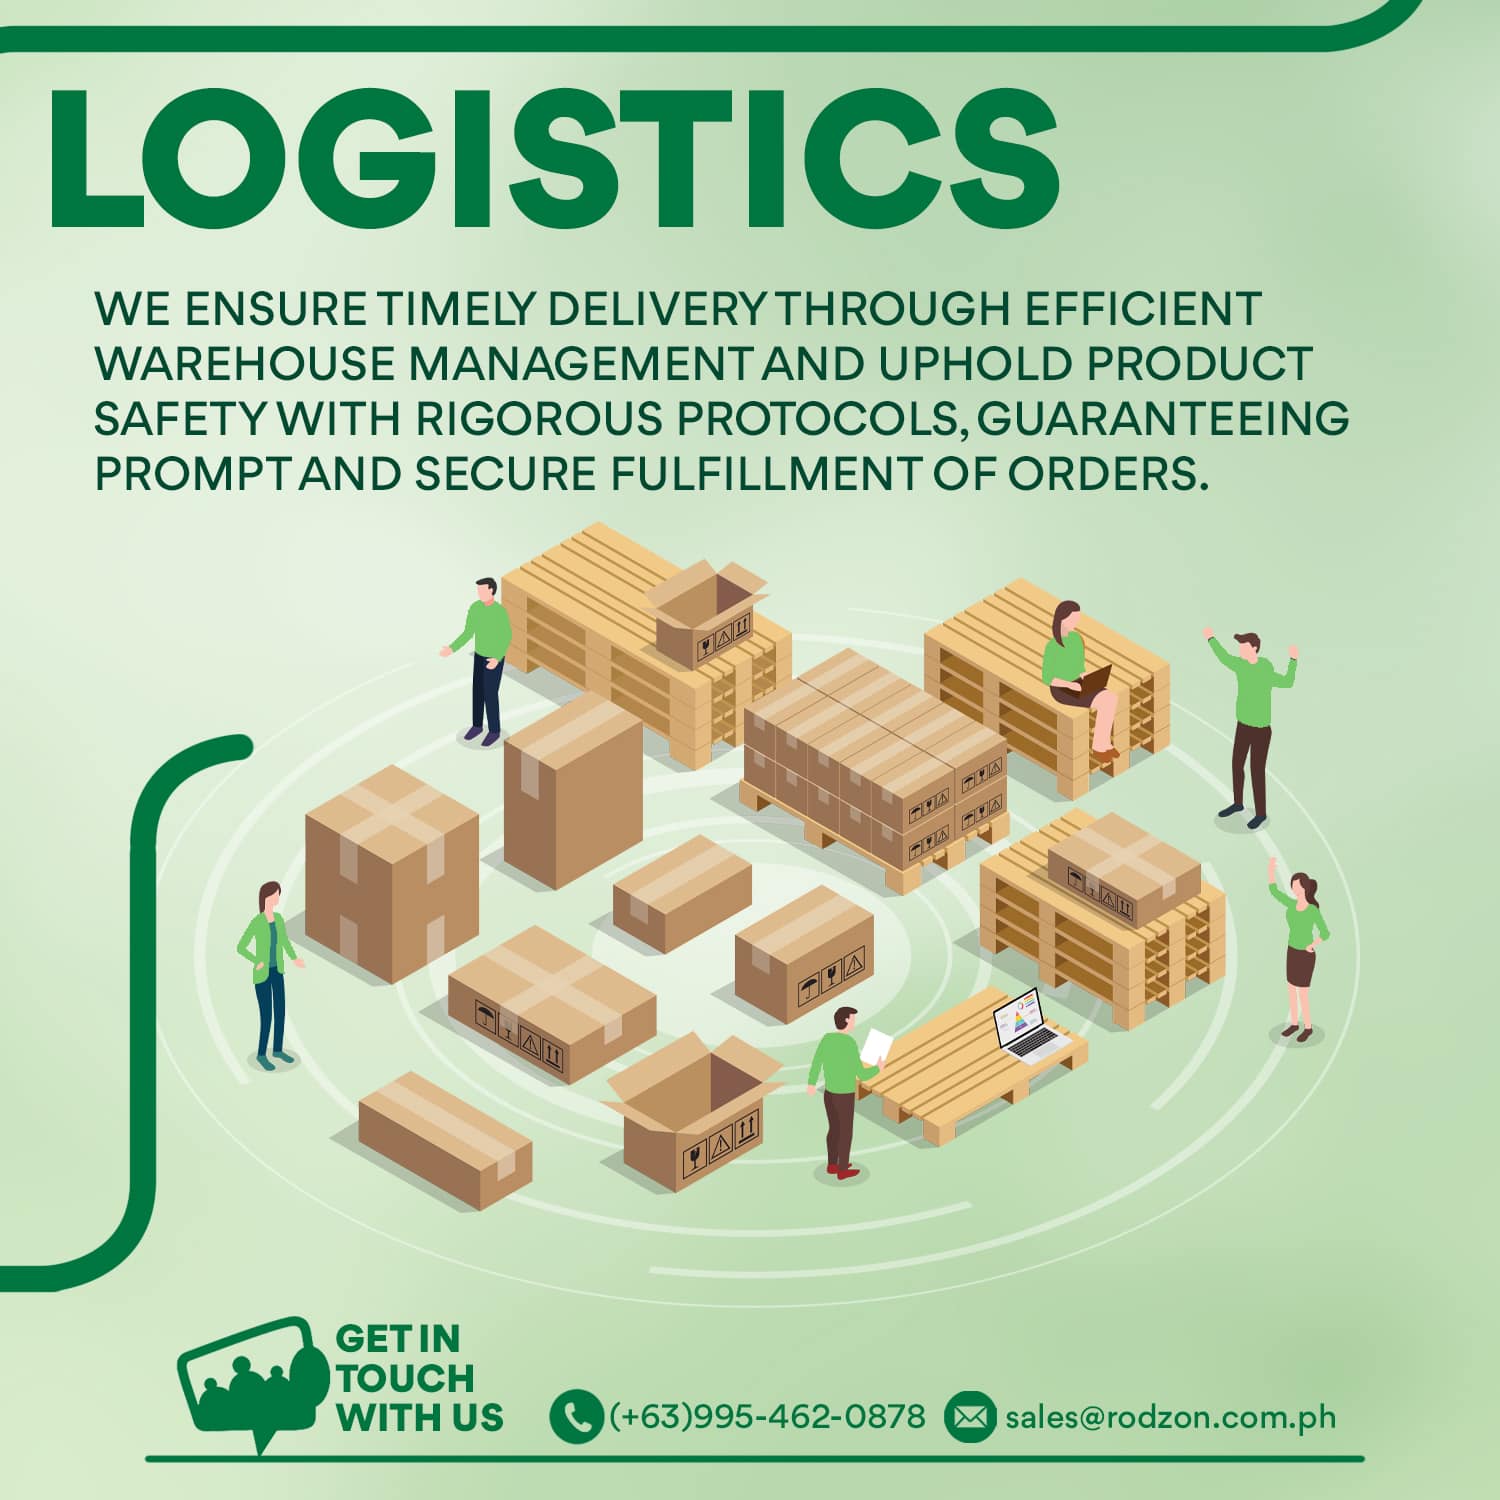 LOGISTICS
WE ENSURE TIMELY DELIVERY THROUGH EFFICIENT
WAREHOUSE MANAGEMENT AND UPHOLD PRODUCT
SAFETY WITH RIGOROUS PROTOCOLS, GUARANTEEING
PROMPT AND SECURE FULFILLMENT OF ORDERS.
GET IN
TOUCH
WITH US
(+63)995-462-0878
sales@rodzon.com.ph